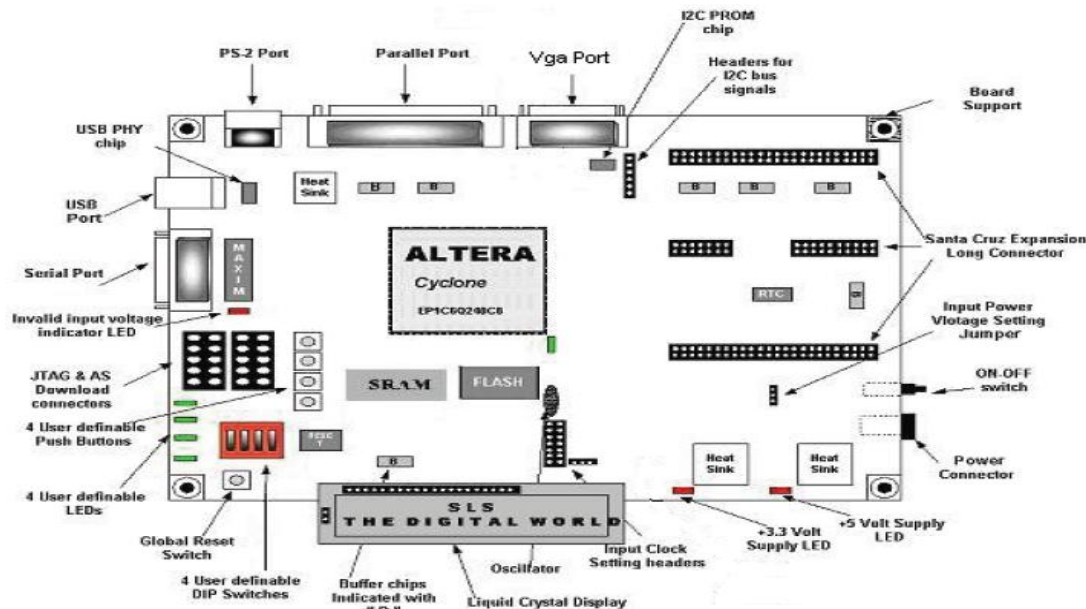 I2C PROM
chip
PS-2 Port
Parallel Port
Vga Port
Headers for
I2C bus
signals
Board
Support
USB PHY
chip
Heat
Sink
B
B
B
B
B
USB
Port
ALTERA
Cyclone
EP1C6Q240C8
MAXIM
Serial Port
Santa Cruz Expansion
Long Connector
RTC
B
Invalid input voltage
indicator LED
Input Power
Vlotage Setting
Jumper
JTAG & AS
Download
connectors
SRAM
FLASH
ON-OFF
switch
4 User definable
Push Buttons
B
Heat
Sink
Heat
Sink
Power
Connector
4 User definable
LEDs
SLS
THE DIGITAL WORLD
+3.3 Volt
Supply LED
+5 Volt Supply
LED
Global Reset
Switch
4 User definable
DIP Switches
Buffer chips
Indicated with
Oscillator
Liquid Crystal Display
Input Clock
Setting headers